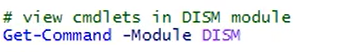 # view cmdlets in DISM module
Get-Command -Module DISM